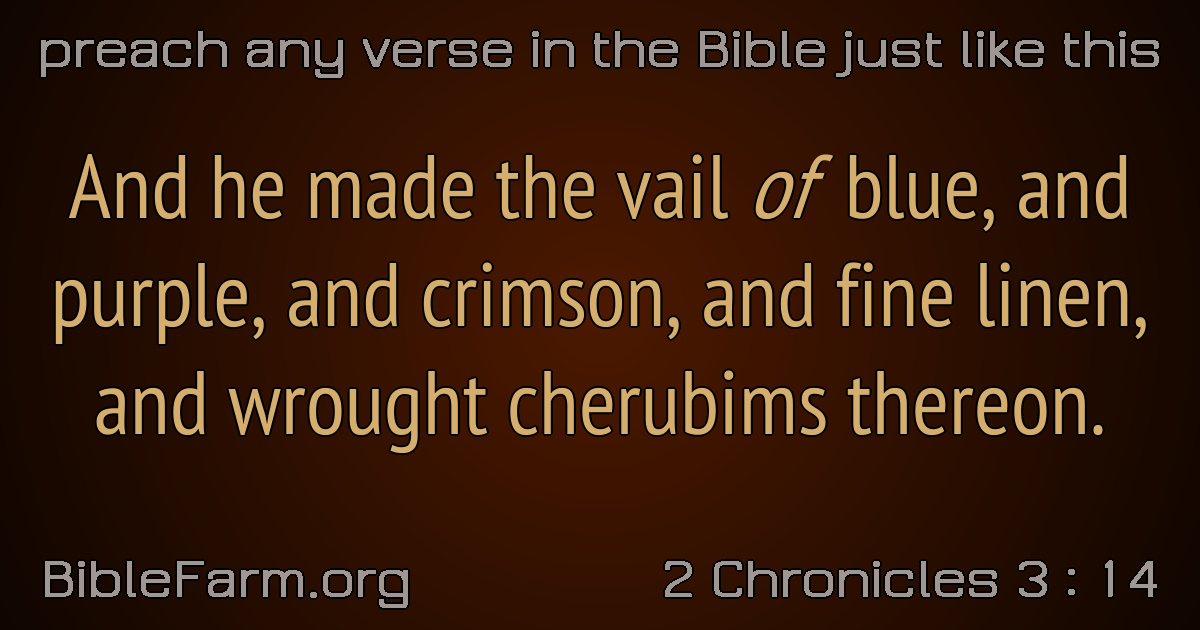 preach any verse in the Bible just like this
And he made the vail of blue, and
purple, and crimson, and fine linen,
and wrought cherubims thereon.
BibleFarm.org
2 Chronicles 3 : 14